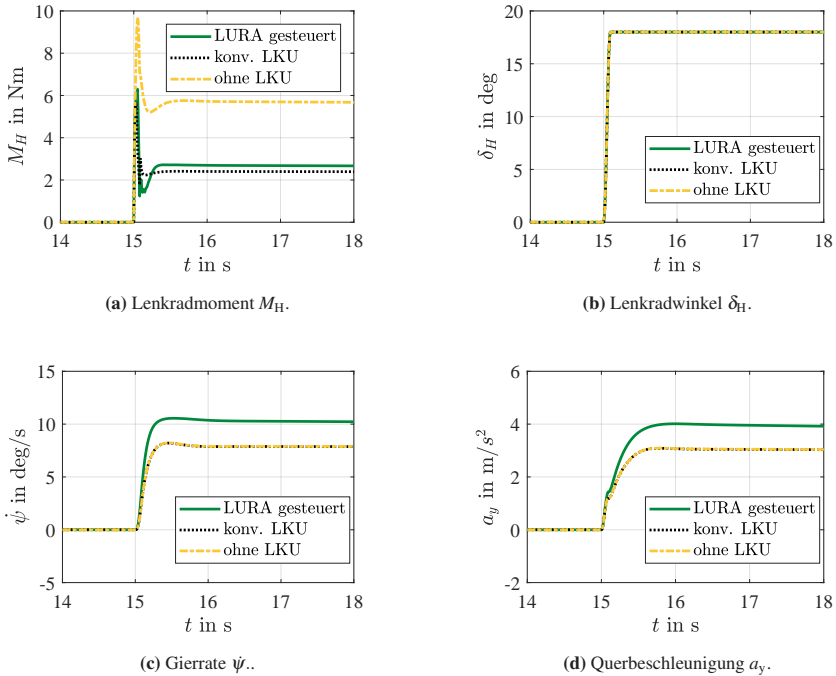 10
8
6
4
2
0
M_H in Nm
LURA gesteuert
konv. LKU
ohne LKU
14 15 16 17 18
t in s
(a) Lenkradmoment M_H.
20
15
10
5
0
δ_H in deg
LURA gesteuert
konv. LKU
ohne LKU
14 15 16 17 18
t in s
(b) Lenkradwinkel δ_H.
15
10
5
0
-5
ψ̇ in deg/s
LURA gesteuert
konv. LKU
ohne LKU
14 15 16 17 18
t in s
(c) Gierrate ψ̇..
6
4
2
0
-2
a_y in m/s²
LURA gesteuert
konv. LKU
ohne LKU
14 15 16 17 18
t in s
(d) Querbeschleunigung a_y.